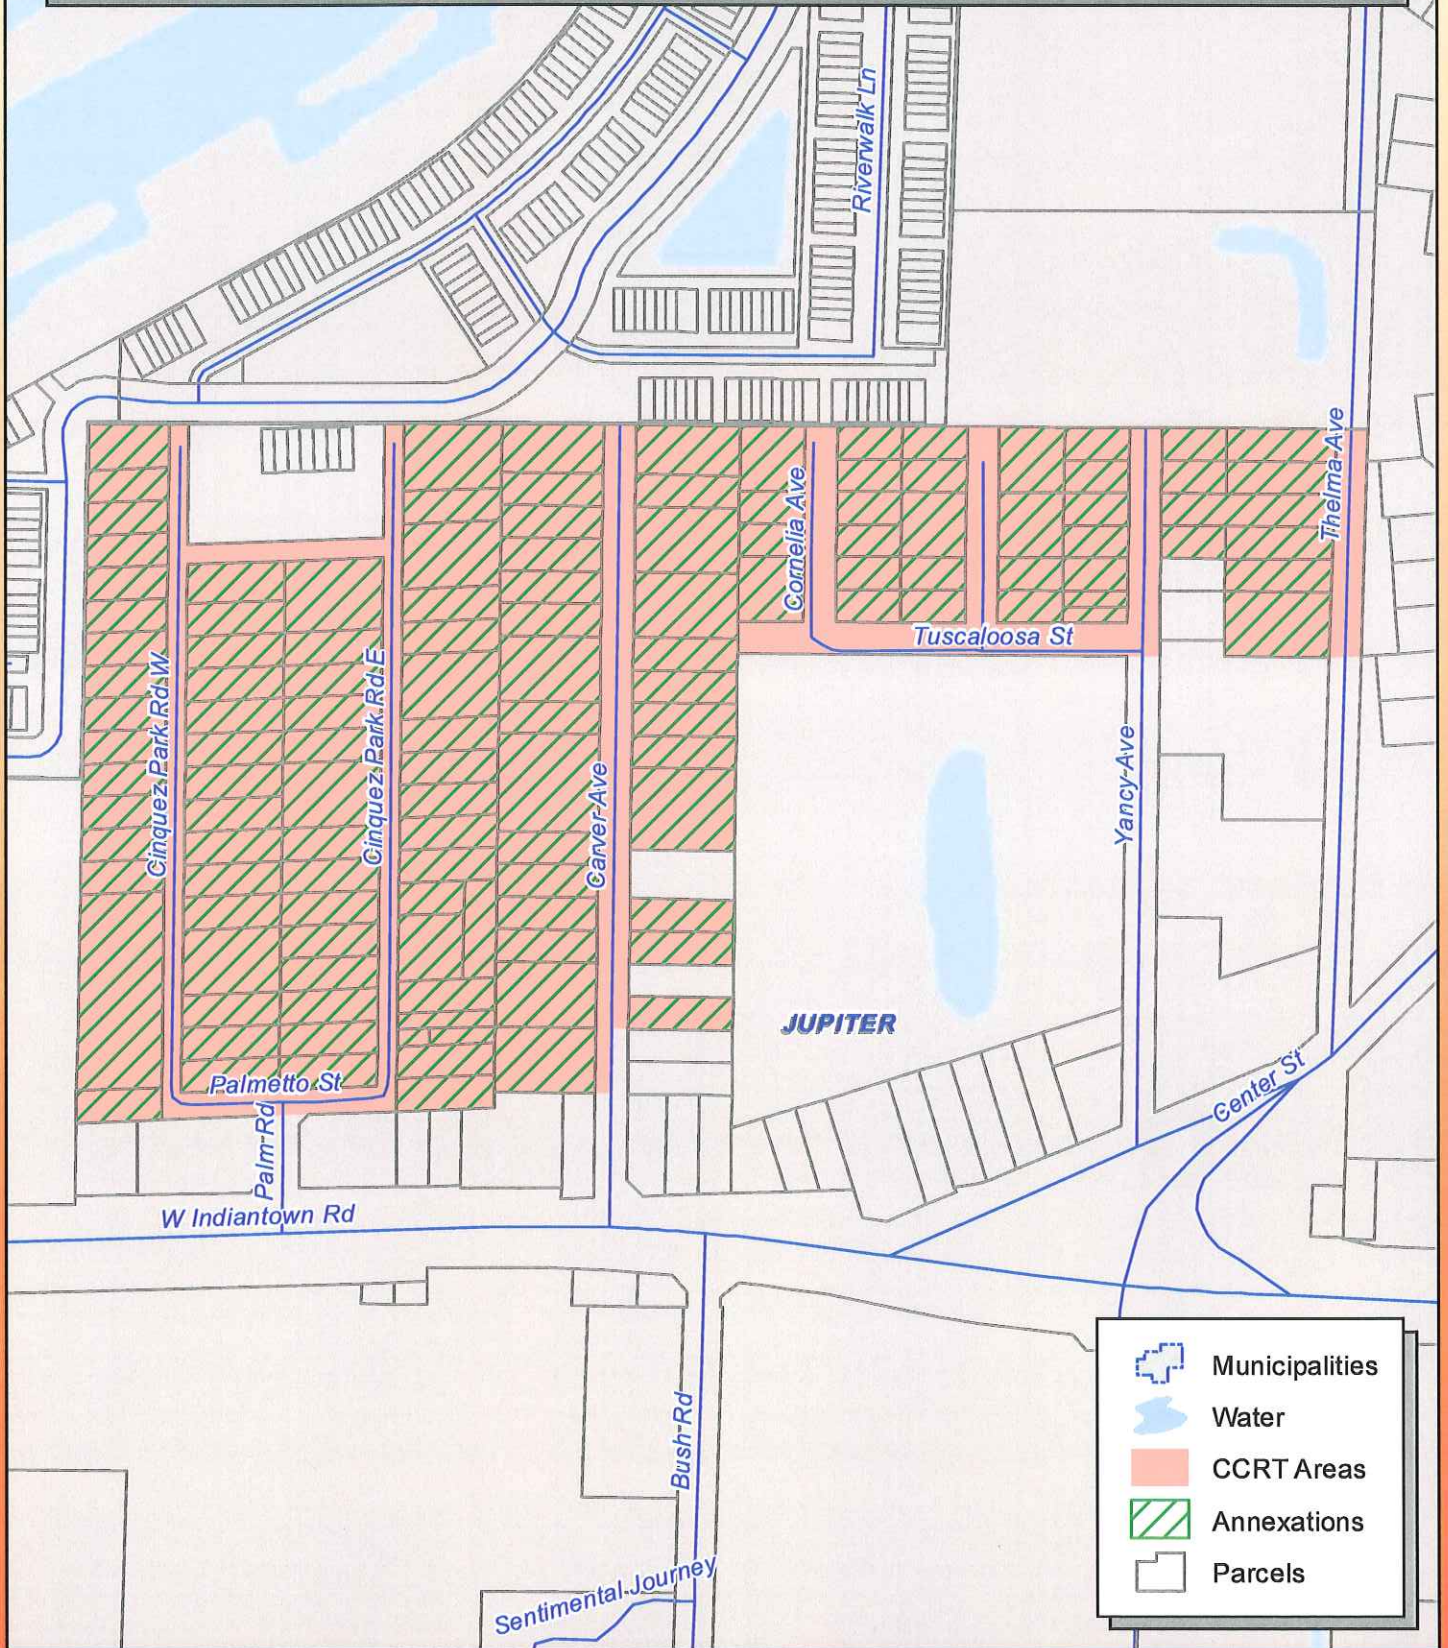 Riverwalk Ln
Thelma Ave
Cornelia Ave
Tuscaloosa St
Cinquez Park Rd W
Cinquez Park Rd E
Carver Ave
Yancy Ave
JUPITER
Palmetto St
Palm Rd
Center St
W Indiantown Rd
Bush Rd
Sentimental Journey
Municipalities
Water
CCRT Areas
Annexations
Parcels